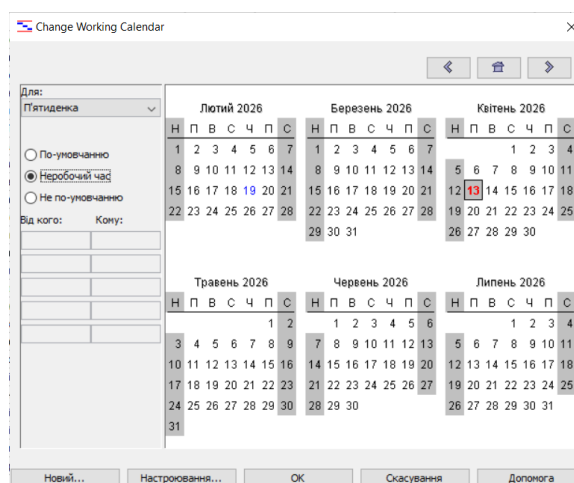 Change Working Calendar
Для:
П'ятиденка
По-умовчанню
Неробочий час
Не по-умовчанню
Від кого: Кому:
Лютий 2026
Н П В С Ч П С
1 2 3 4 5 6 7
8 9 10 11 12 13 14
15 16 17 18 19 20 21
22 23 24 25 26 27 28
Березень 2026
Н П В С Ч П С
1 2 3 4 5 6 7
8 9 10 11 12 13 14
15 16 17 18 19 20 21
22 23 24 25 26 27 28
29 30 31
Квітень 2026
Н П В С Ч П С
1 2 3 4
5 6 7 8 9 10 11
12 13 14 15 16 17 18
19 20 21 22 23 24 25
26 27 28 29 30
Травень 2026
Н П В С Ч П С
1 2
3 4 5 6 7 8 9
10 11 12 13 14 15 16
17 18 19 20 21 22 23
24 25 26 27 28 29 30
31
Червень 2026
Н П В С Ч П С
1 2 3 4 5 6
7 8 9 10 11 12 13
14 15 16 17 18 19 20
21 22 23 24 25 26 27
28 29 30
Липень 2026
Н П В С Ч П С
1 2 3 4
5 6 7 8 9 10 11
12 13 14 15 16 17 18
19 20 21 22 23 24 25
26 27 28 29 30 31
Новий... Настроювання... OK Скасування Допомога